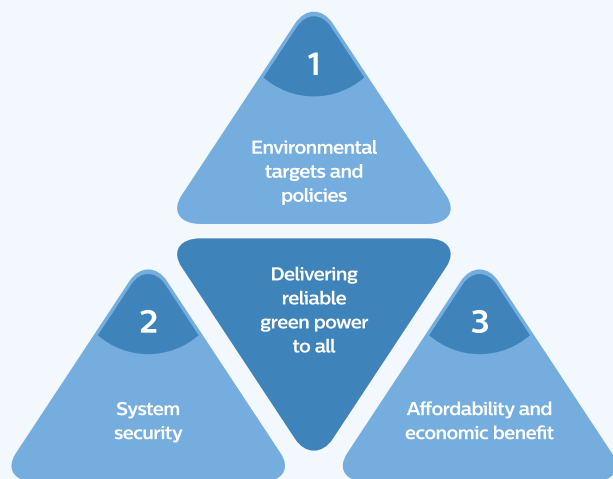 1
Environmental
targets and
policies
Delivering
reliable
green power
to all
2
System
security
3
Affordability and
economic benefit